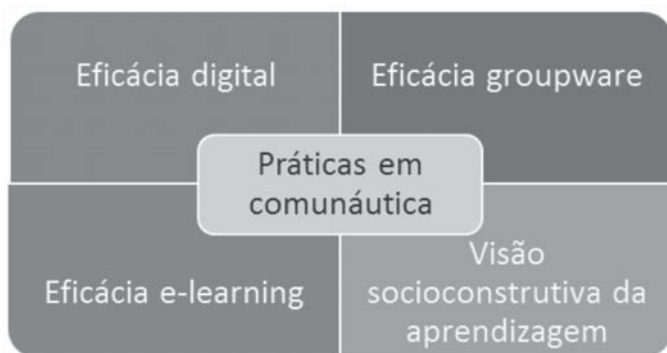 Eficácia digital
Eficácia groupware
Práticas em
comunáutica
Eficácia e-learning
Visão
socioconstrutiva da
aprendizagem